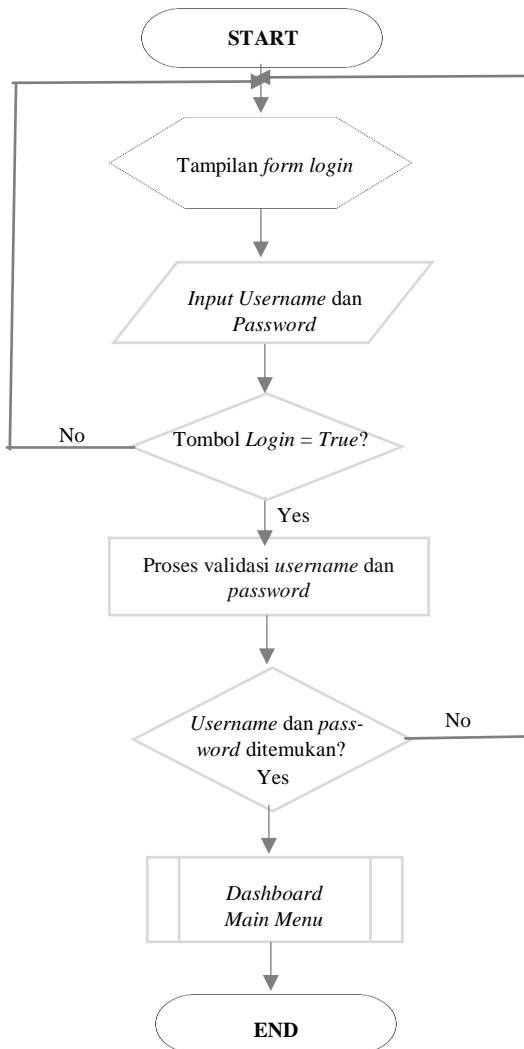 START
Tampilan form login
Input Username dan
Password
Tombol Login = True?
No
Yes
Proses validasi username dan
password
Username dan pass-
word ditemukan?
No
Yes
Dashboard
Main Menu
END